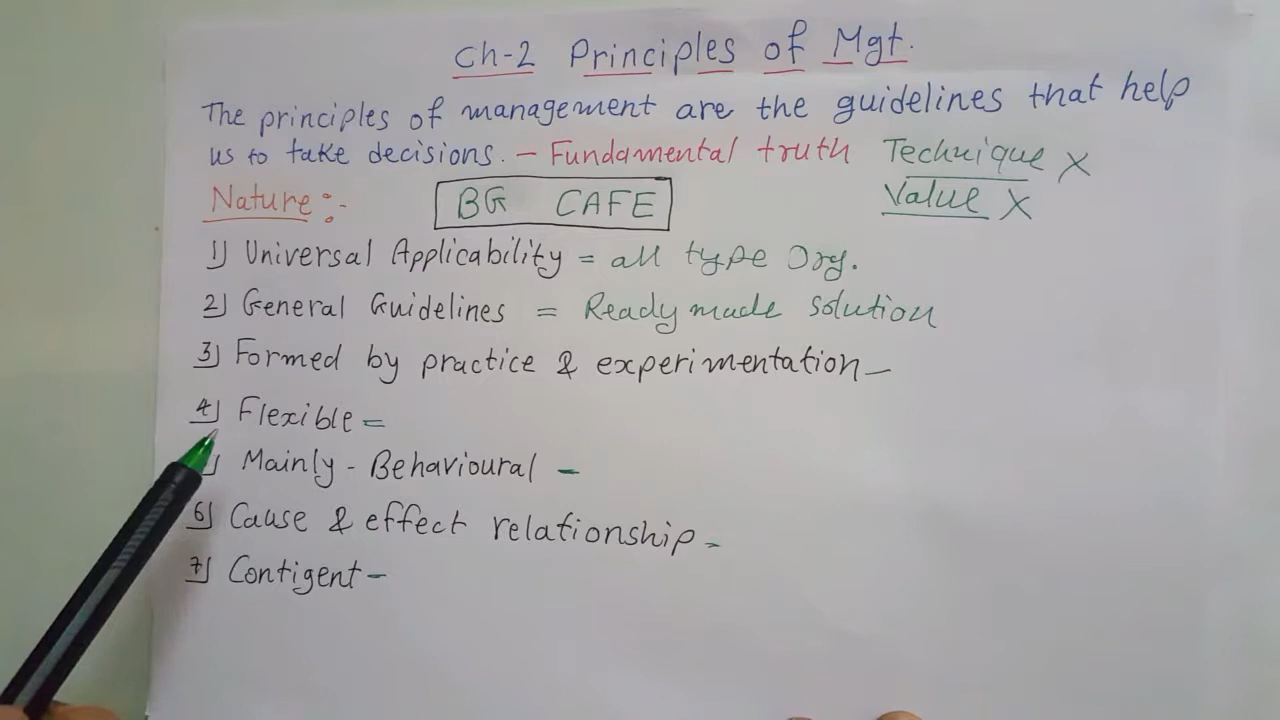 Ch-2 Principles of Mgt.
The principles of management are the guidelines that help
us to take decisions. - Fundamental truth Technique X
Nature:- BG CAFE Value X
1) Universal Applicability = all type Org.
2) General Guidelines = Ready made solution
3) Formed by practice & experimentation -
4) Flexible =
) Mainly - Behavioural -
6) Cause & effect relationship -
7) Contigent -